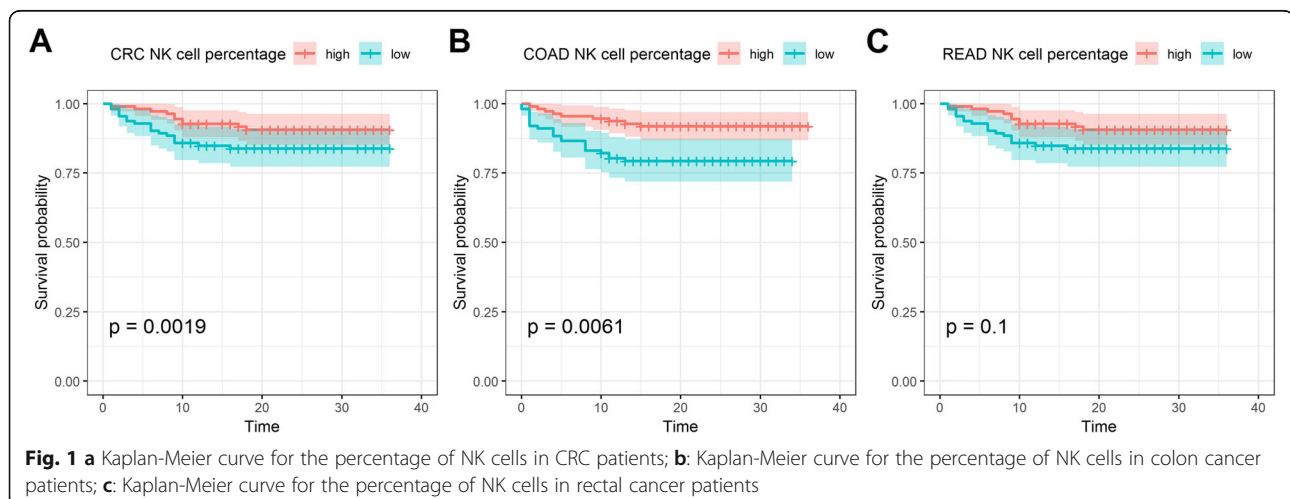 A
CRC NK cell percentage high low
Survival probability
1.00
0.75
0.50
0.25
0.00
p = 0.0019
0 10 20 30 40
Time
B
COAD NK cell percentage high low
Survival probability
1.00
0.75
0.50
0.25
0.00
p = 0.0061
0 10 20 30 40
Time
C
READ NK cell percentage high low
Survival probability
1.00
0.75
0.50
0.25
0.00
p = 0.1
0 10 20 30 40
Time
Fig. 1 a Kaplan-Meier curve for the percentage of NK cells in CRC patients; b: Kaplan-Meier curve for the percentage of NK cells in colon cancer
patients; c: Kaplan-Meier curve for the percentage of NK cells in rectal cancer patients